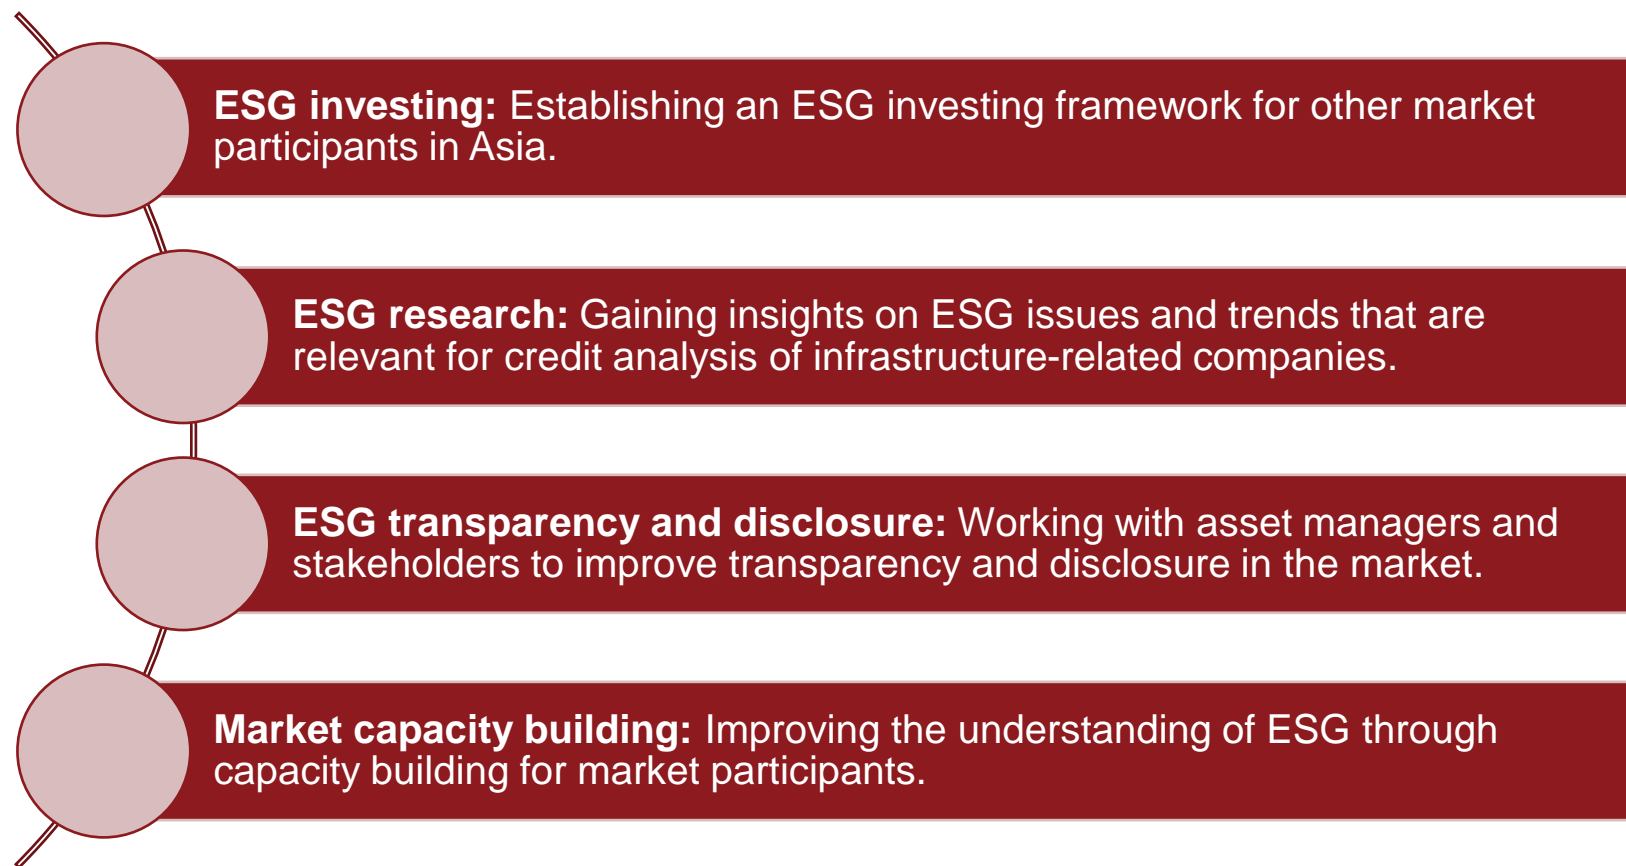 ESG investing: Establishing an ESG investing framework for other market
participants in Asia.
ESG research: Gaining insights on ESG issues and trends that are
relevant for credit analysis of infrastructure-related companies.
ESG transparency and disclosure: Working with asset managers and
stakeholders to improve transparency and disclosure in the market.
Market capacity building: Improving the understanding of ESG through
capacity building for market participants.